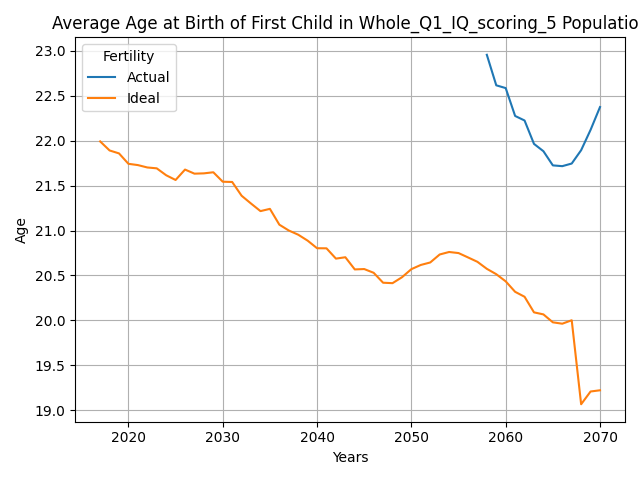 Average Age at Birth of First Child in Whole_Q1_IQ_scoring_5 Populatio
Fertility
Actual
Ideal
23.0
22.5
22.0
21.5
21.0
20.5
20.0
19.5
19.0
Age
2020 2030 2040 2050 2060 2070
Years